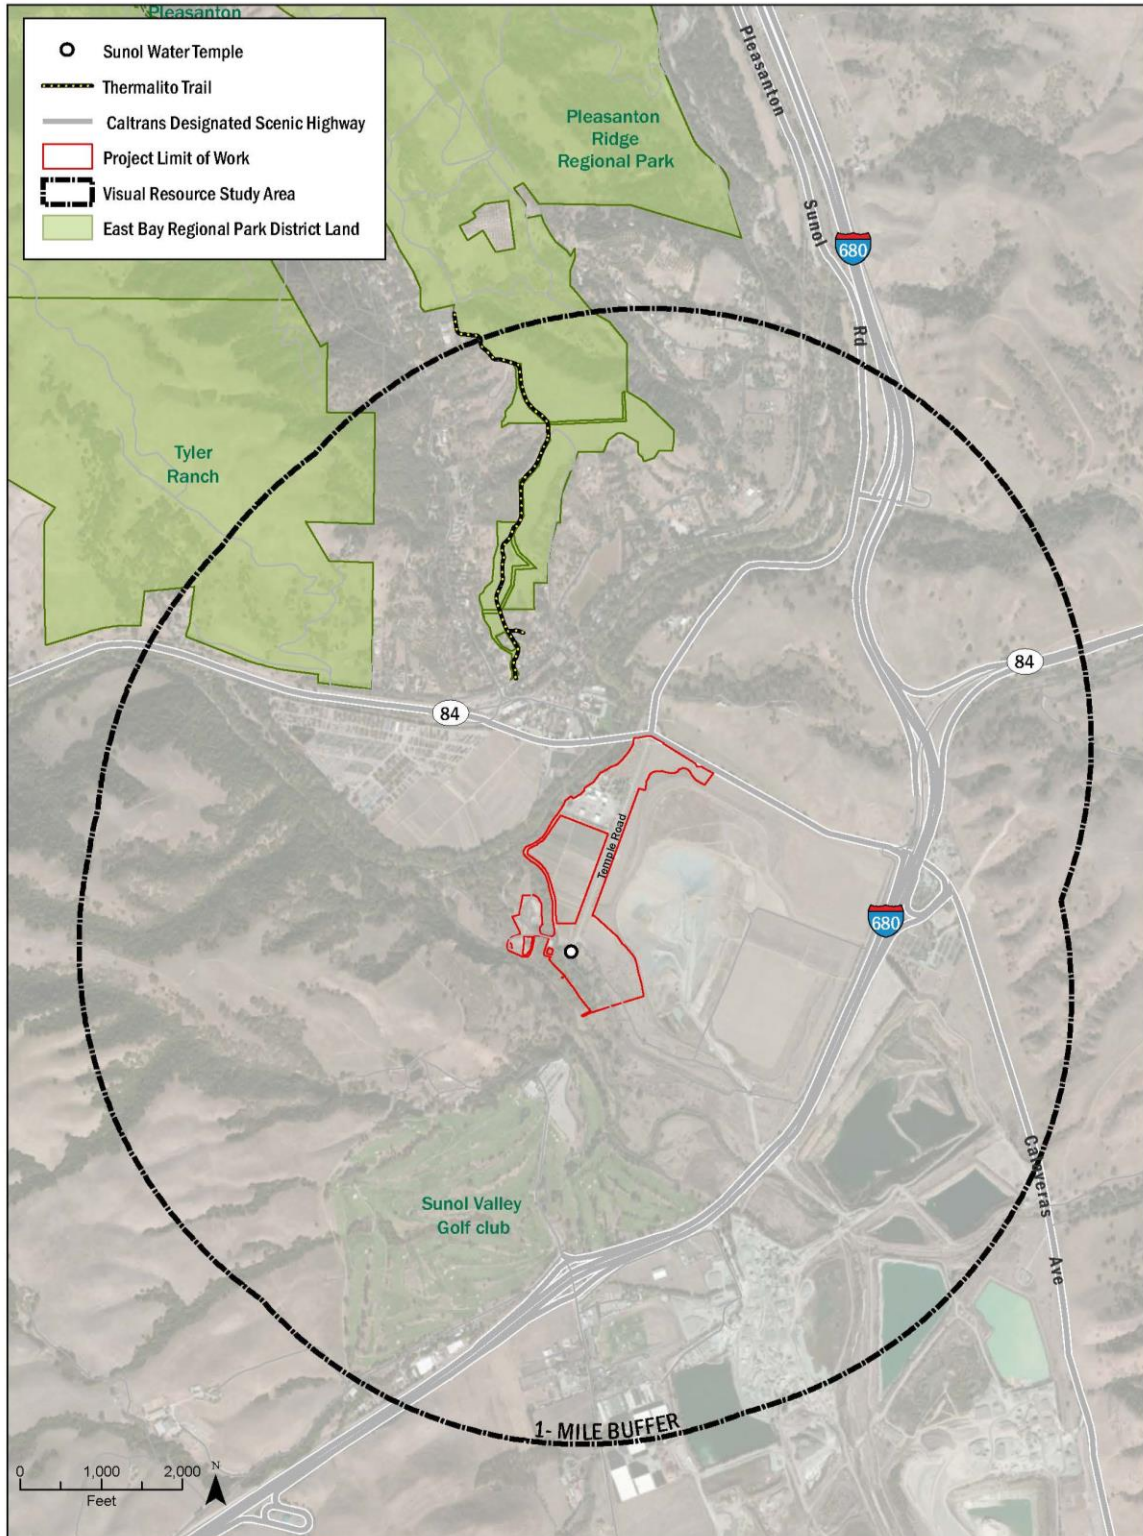 Pleasanton
Sunol Water Temple
Thermalito Trail
Caltrans Designated Scenic Highway
Project Limit of Work
Visual Resource Study Area
East Bay Regional Park District Land
Pleasanton
Ridge
Regional Park
Pleasanton
Sunol
Rd
680
Tyler
Ranch
84
84
Temple Road
680
Sunol Valley
Golf club
Calaveras
Ave
1- MILE BUFFER
0 1,000 2,000
Feet
N